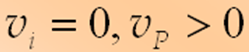 v_i = 0, v_P > 0